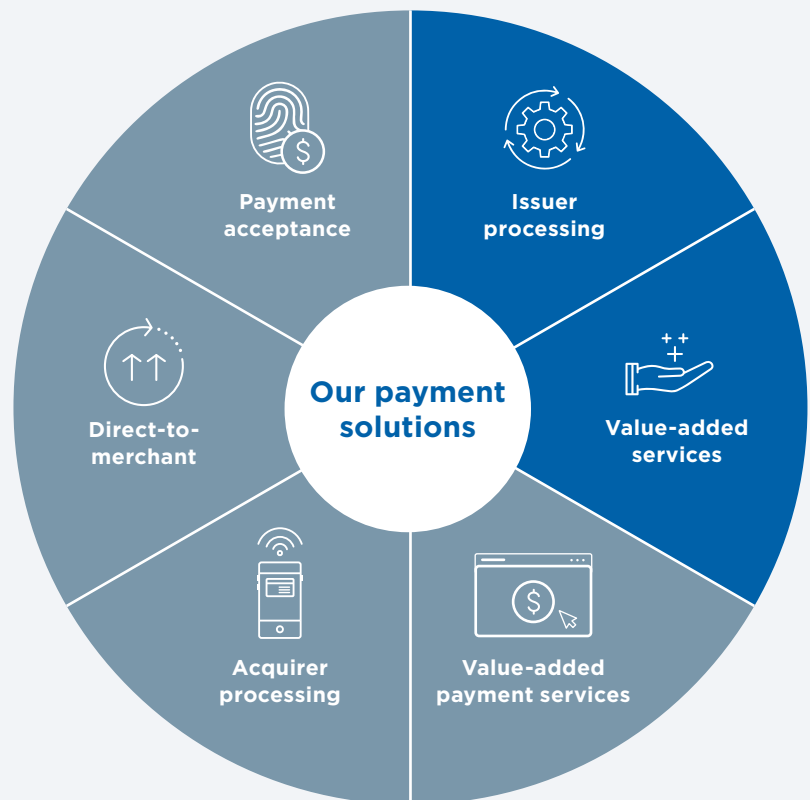 Our payment
solutions
Issuer
processing
Value-added
services
Value-added
payment services
Acquirer
processing
Direct-to-
merchant
Payment
acceptance
$
$